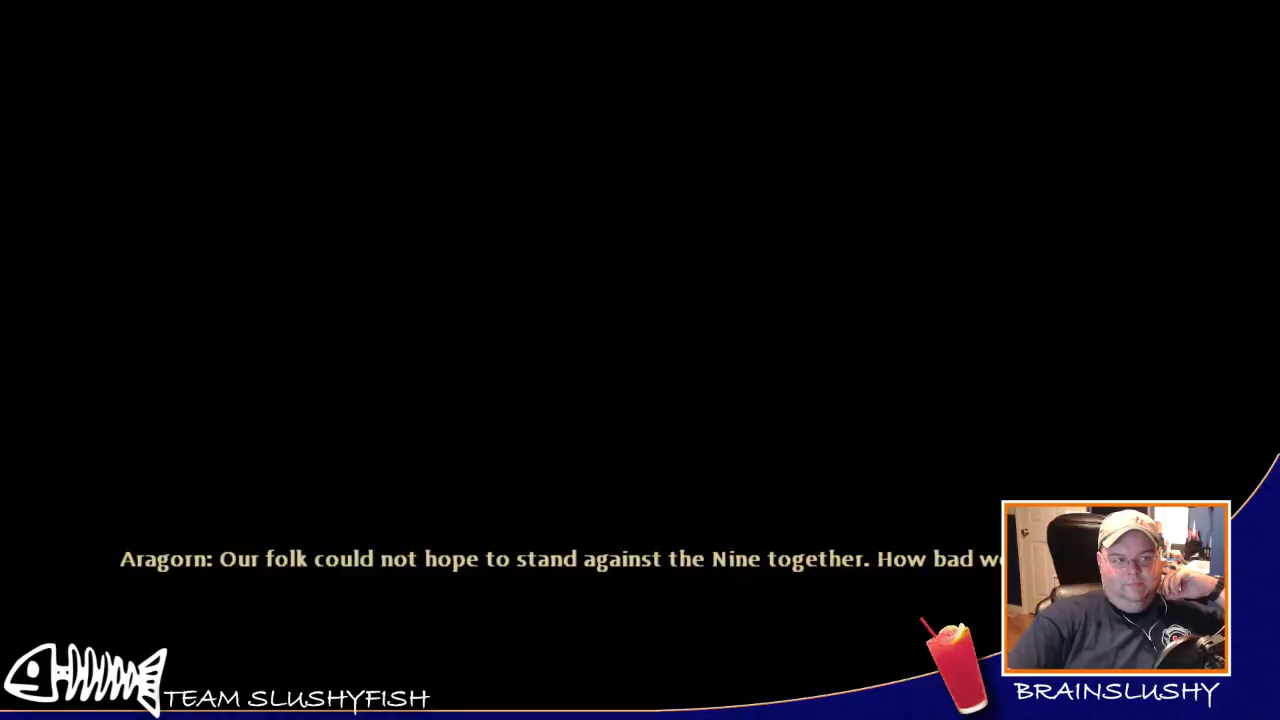 Aragorn: Our folk could not hope to stand against the Nine together. How bad
TEAM SLUSHYFISH
BRAINSLUSHY